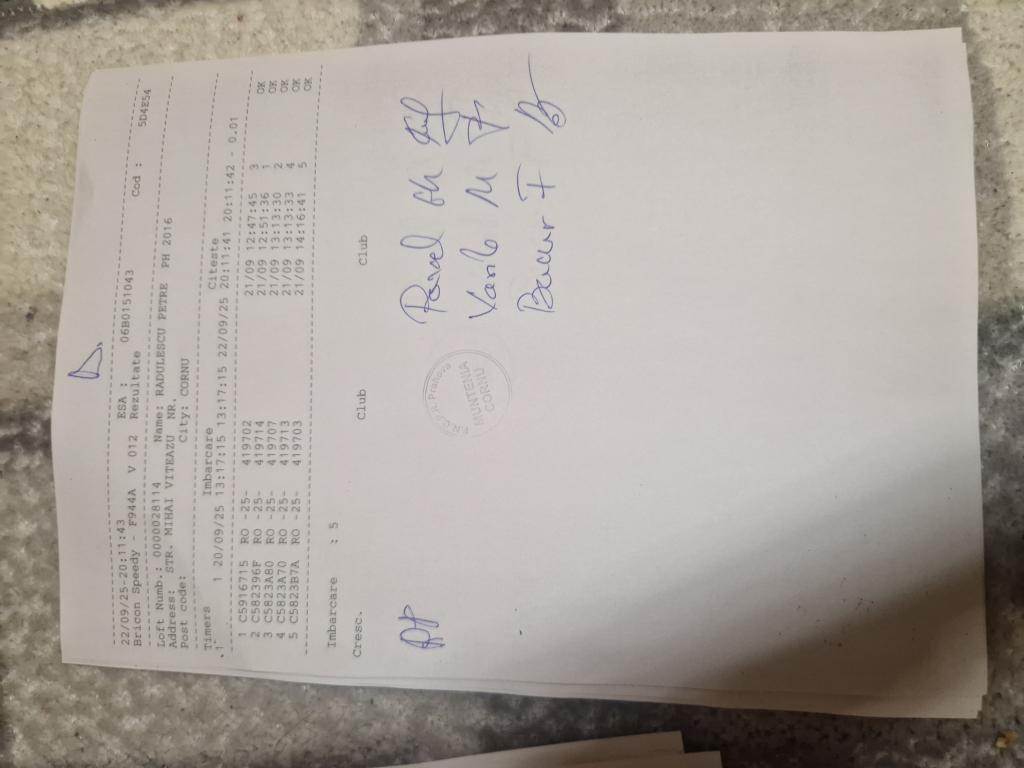 D.
22/09/25-20:11:43 ESA :
Bricon Speedy - F944A V 012 Rezultate 06B0151043 Cod : 5D4E54
Loft Numb.: 0000028114 Name: RADULESCU PETRE PH 2016
Address: STR. MIHAI VITEAZU NR.
Post code: City: CORNU
Timers Imbarcare Citeste
.1 1 20/09/25 13:17:15 13:17:15 22/09/25 20:11:41 20:11:42 - 0.01
1 C5916715 RO -25- 419702 21/09 12:47:45 3 OK
2 C582396F RO -25- 419714 21/09 12:51:36 1 OK
3 C5823A80 RO -25- 419707 21/09 13:13:30 2 OK
4 C5823A70 RO -25- 419713 21/09 13:13:33 4 OK
5 C5823B7A RO -25- 419703 21/09 14:16:41 5 OK
Imbarcare : 5
Cresc. Club Club
MUNTENIA
CORNU
Bucur F